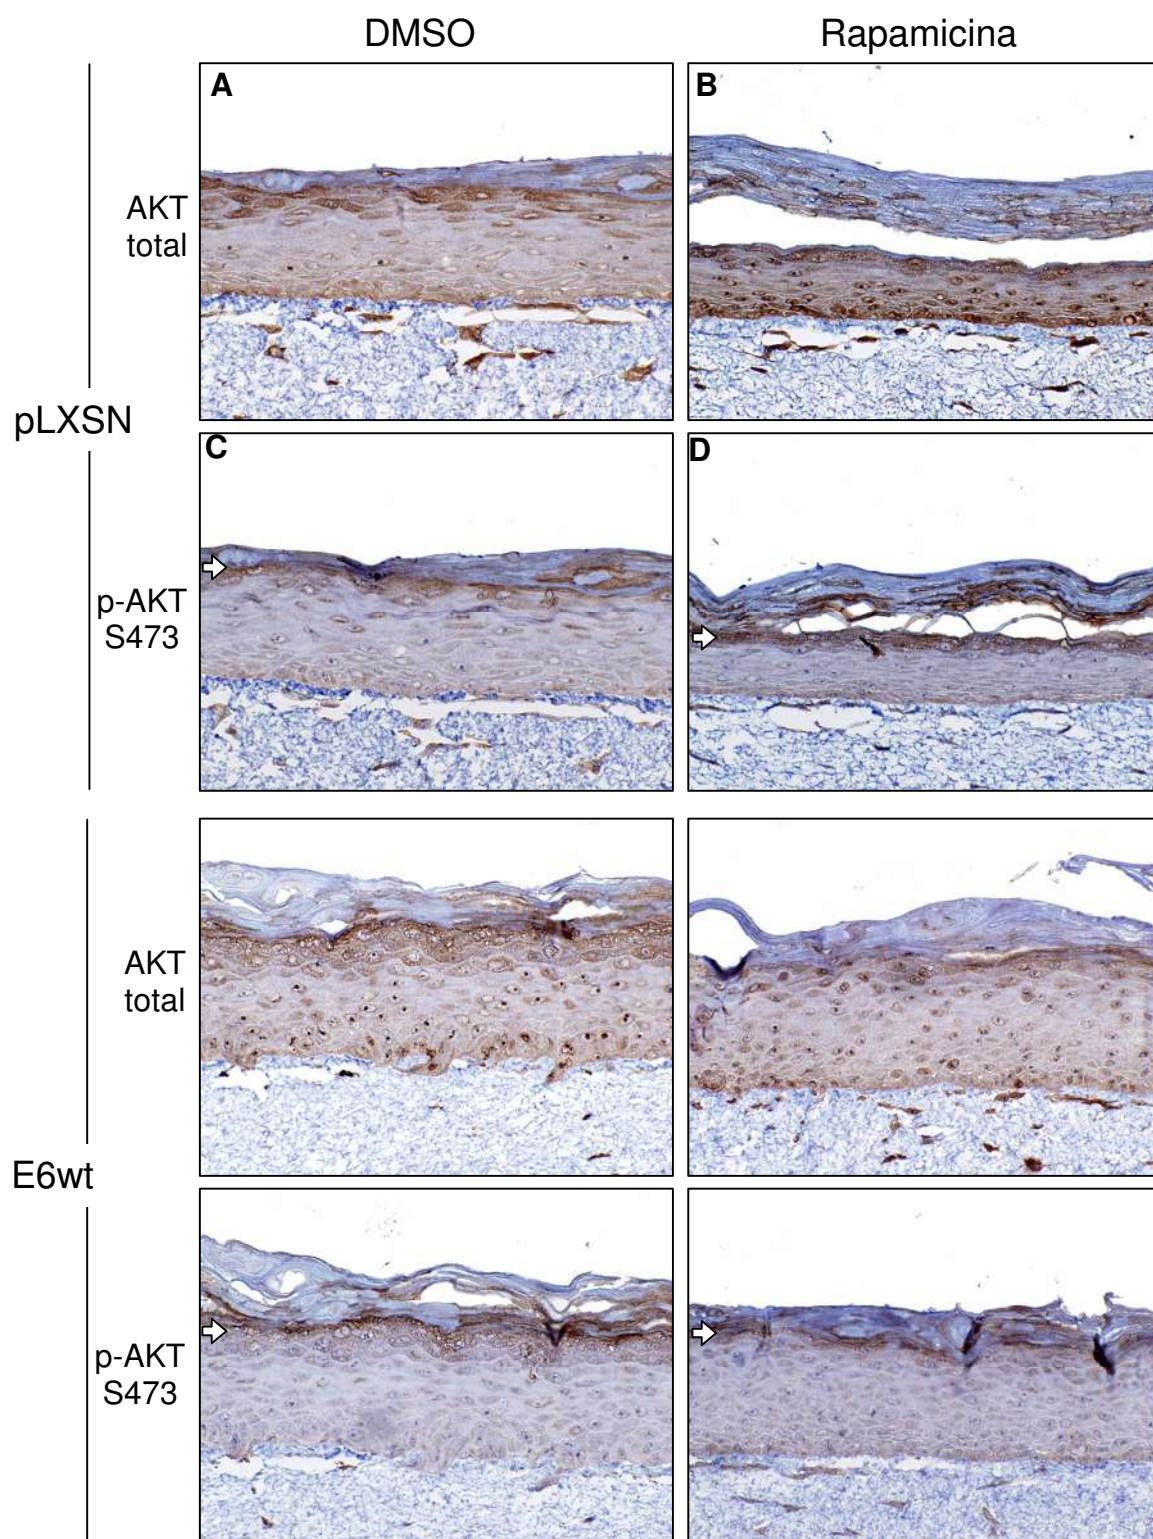 DMSO
Rapamicina
A
B
AKT
total
pLXSN
C
D
p-AKT
S473
AKT
total
E6wt
p-AKT
S473